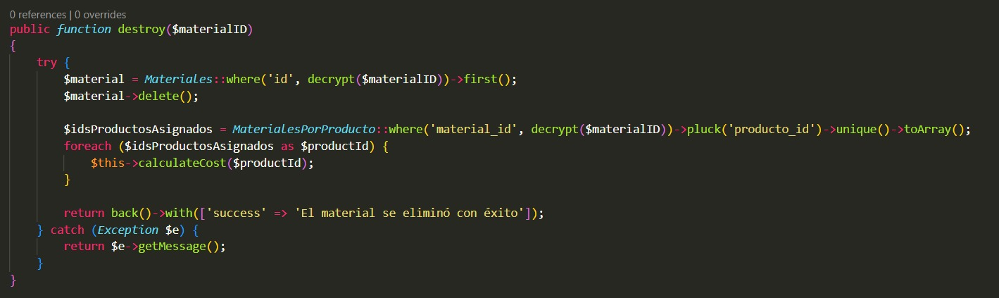 0 references | 0 overrides
public function destroy($materialID)
{
    try {
        $material = Materiales::where('id', decrypt($materialID))->first();
        $material->delete();

        $idsProductosAsignados = MaterialesPorProducto::where('material_id', decrypt($materialID))->pluck('producto_id')->unique()->toArray();
        foreach ($idsProductosAsignados as $productId) {
            $this->calculateCost($productId);
        }

        return back()->with(['success' => 'El material se eliminó con éxito']);
    } catch (Exception $e) {
        return $e->getMessage();
    }
}